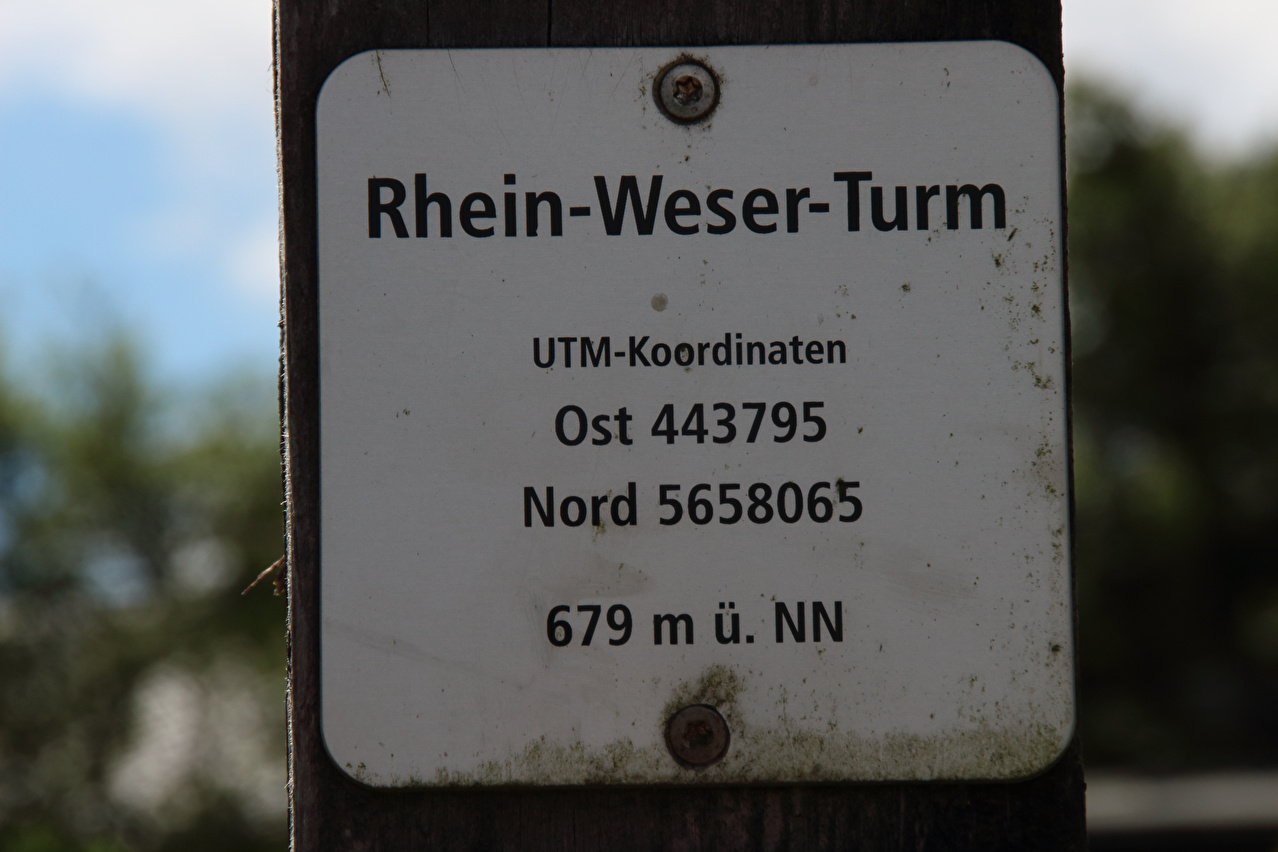 Rhein-Weser-Turm
UTM-Koordinaten
Ost 443795
Nord 5658065
679 m ü. NN